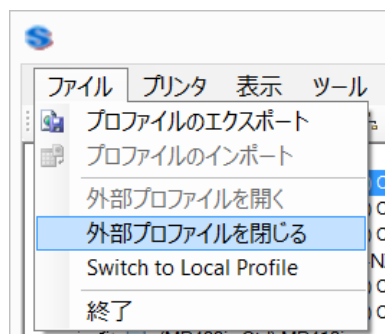 ファイル プリンタ 表示 ツール
プロファイルのエクスポート
プロファイルのインポート
外部プロファイルを開く
外部プロファイルを閉じる
Switch to Local Profile
終了